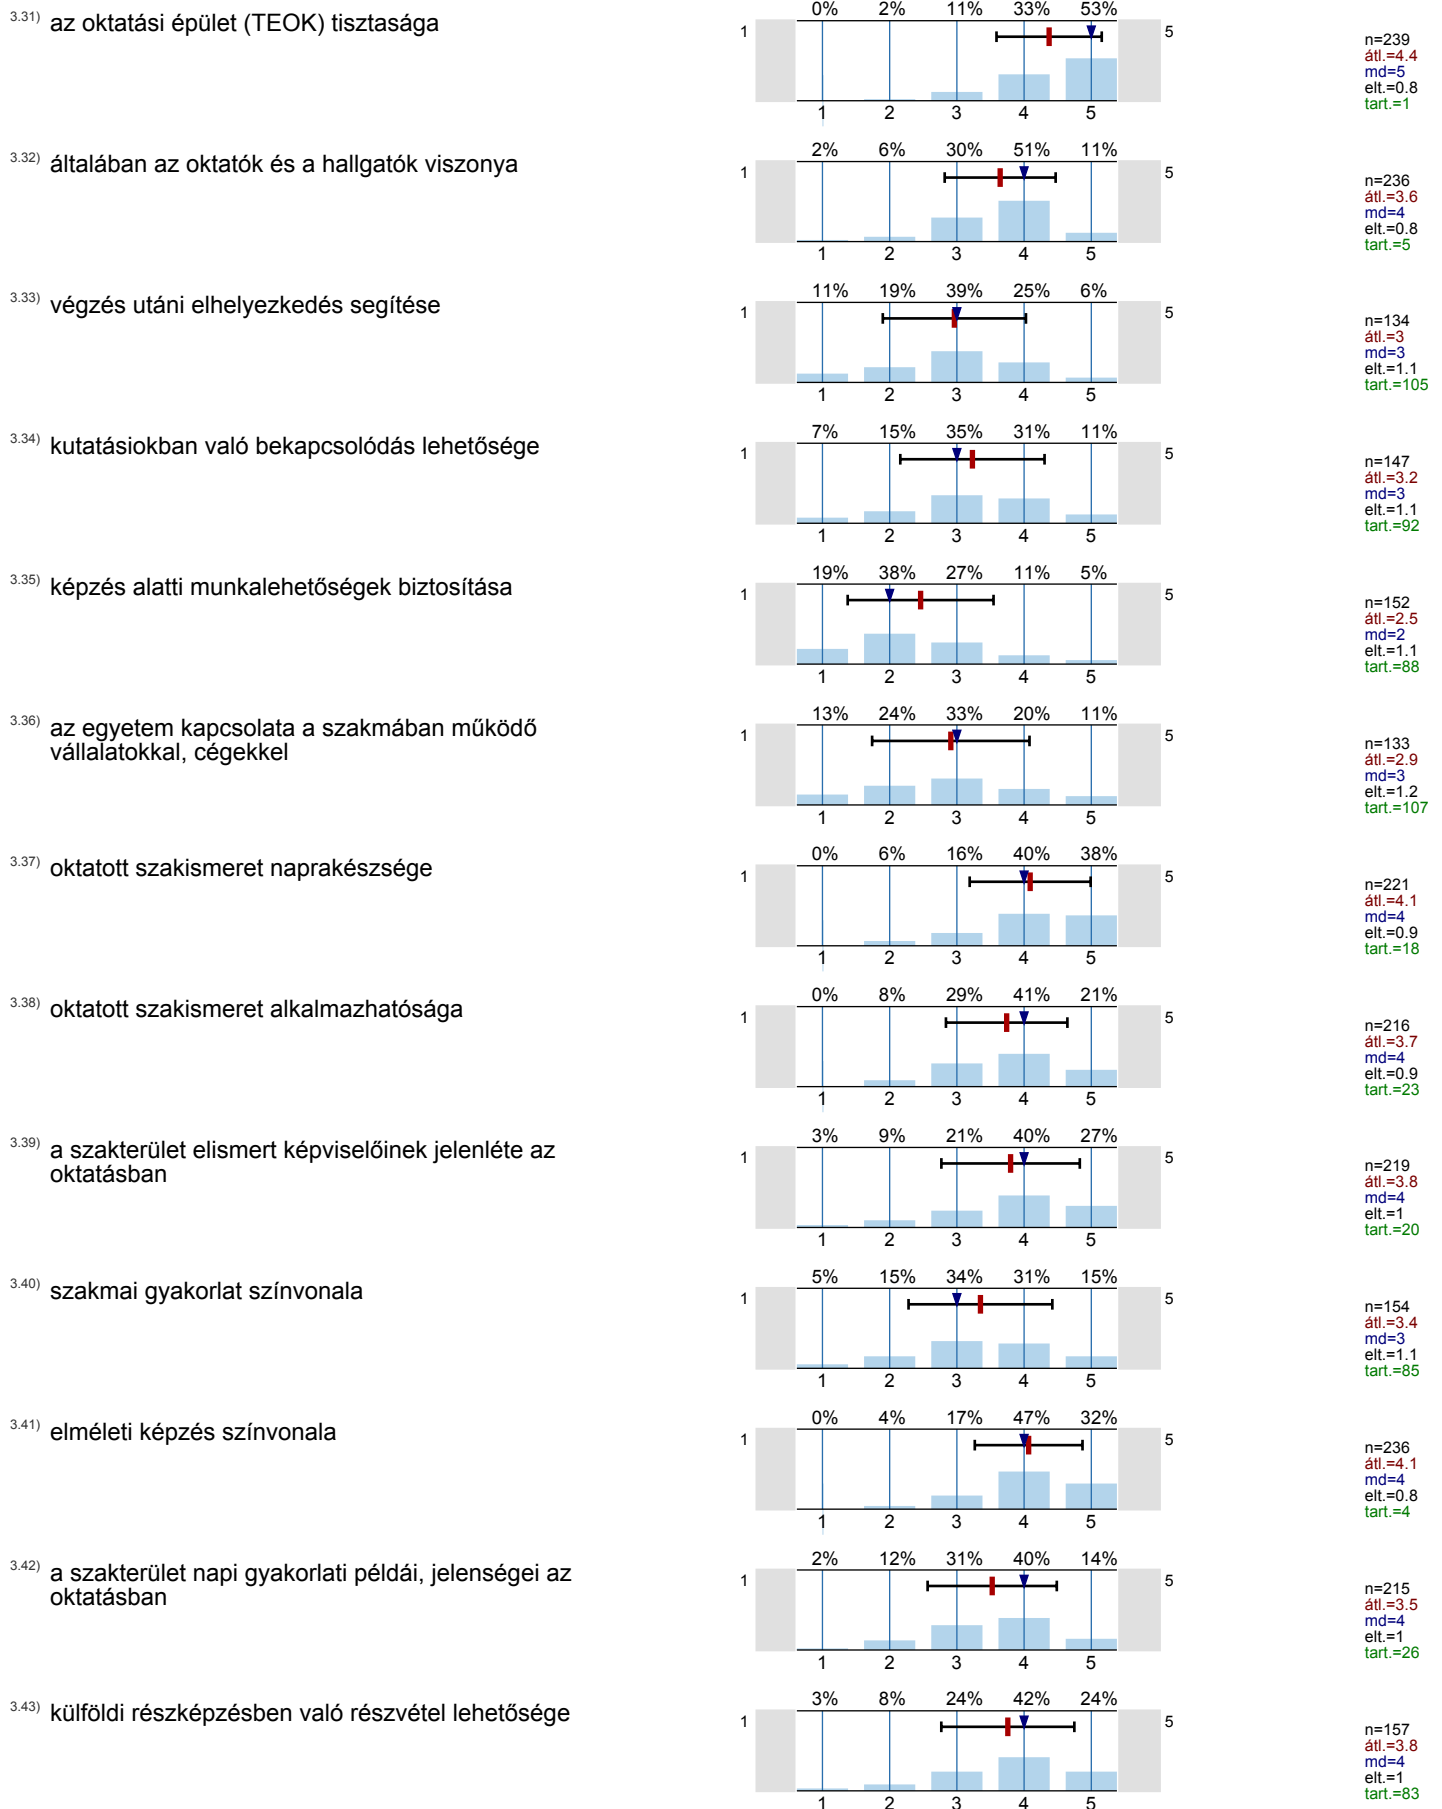 3.31) az oktatási épület (TEOK) tisztasága
0% 2% 11% 33% 53%
1 5
1 2 3 4 5
n=239
átl.=4.4
md=5
elt.=0.8
tart.=1
3.32) általában az oktatók és a hallgatók viszonya
2% 6% 30% 51% 11%
1 5
1 2 3 4 5
n=236
átl.=3.6
md=4
elt.=0.8
tart.=5
3.33) végzés utáni elhelyezkedés segítése
11% 19% 39% 25% 6%
1 5
1 2 3 4 5
n=134
átl.=3
md=3
elt.=1.1
tart.=105
3.34) kutatásiokban való bekapcsolódás lehetősége
7% 15% 35% 31% 11%
1 5
1 2 3 4 5
n=147
átl.=3.2
md=3
elt.=1.1
tart.=92
3.35) képzés alatti munkalehetőségek biztosítása
19% 38% 27% 11% 5%
1 5
1 2 3 4 5
n=152
átl.=2.5
md=2
elt.=1.1
tart.=88
3.36) az egyetem kapcsolata a szakmában működő
vállalatokkal, cégekkel
13% 24% 33% 20% 11%
1 5
1 2 3 4 5
n=133
átl.=2.9
md=3
elt.=1.2
tart.=107
3.37) oktatott szakismeret naprakészsége
0% 6% 16% 40% 38%
1 5
1 2 3 4 5
n=221
átl.=4.1
md=4
elt.=0.9
tart.=18
3.38) oktatott szakismeret alkalmazhatósága
0% 8% 29% 41% 21%
1 5
1 2 3 4 5
n=216
átl.=3.7
md=4
elt.=0.9
tart.=23
3.39) a szakterület elismert képviselőinek jelenléte az
oktatásban
3% 9% 21% 40% 27%
1 5
1 2 3 4 5
n=219
átl.=3.8
md=4
elt.=1
tart.=20
3.40) szakmai gyakorlat színvonala
5% 15% 34% 31% 15%
1 5
1 2 3 4 5
n=154
átl.=3.4
md=3
elt.=1.1
tart.=85
3.41) elméleti képzés színvonala
0% 4% 17% 47% 32%
1 5
1 2 3 4 5
n=236
átl.=4.1
md=4
elt.=0.8
tart.=4
3.42) a szakterület napi gyakorlati példái, jelenségei az
oktatásban
2% 12% 31% 40% 14%
1 5
1 2 3 4 5
n=215
átl.=3.5
md=4
elt.=1
tart.=26
3.43) külföldi részképzésben való részvétel lehetősége
3% 8% 24% 42% 24%
1 5
1 2 3 4 5
n=157
átl.=3.8
md=4
elt.=1
tart.=83